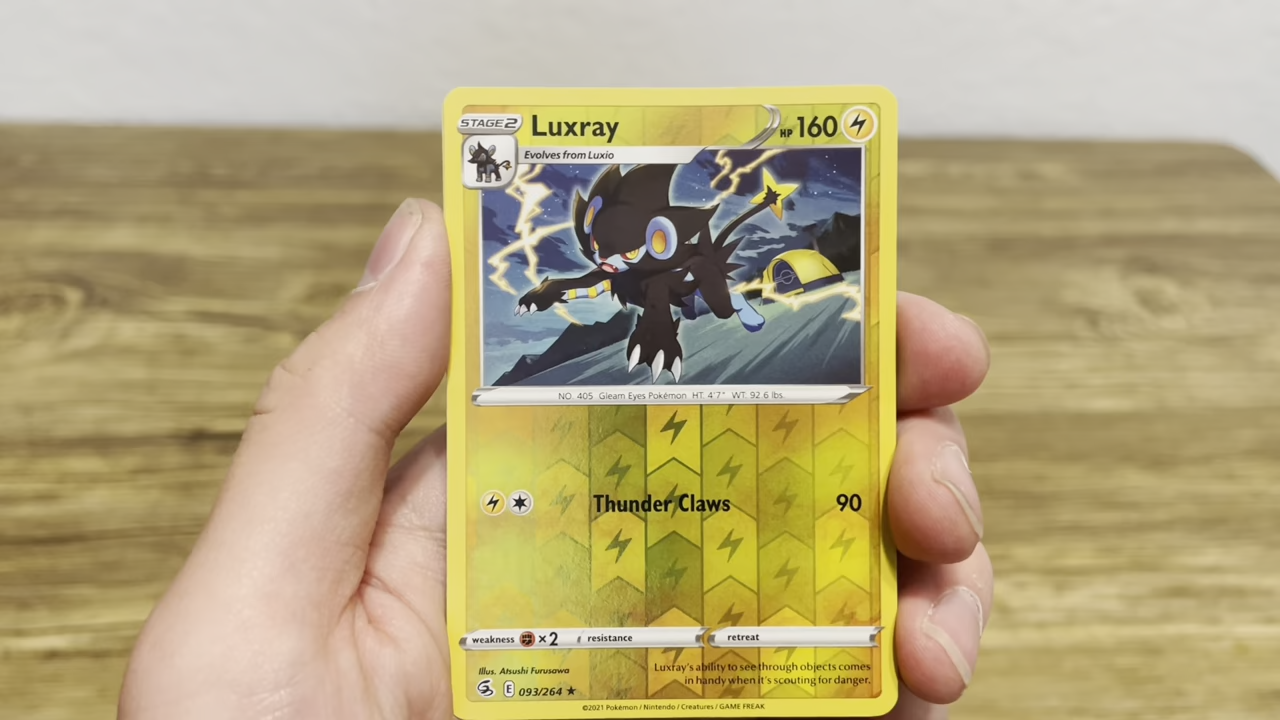 STAGE2 Luxray HP 160
Evolves from Luxio
NO. 405 Gleam Eyes Pokémon HT. 4'7" WT. 92.6 lbs.
Thunder Claws 90
weakness ×2 resistance retreat
Illus. Atsushi Furusawa
Luxray's ability to see through objects comes
in handy when it's scouting for danger.
E 093/264 ★
©2021 Pokémon / Nintendo / Creatures / GAME FREAK